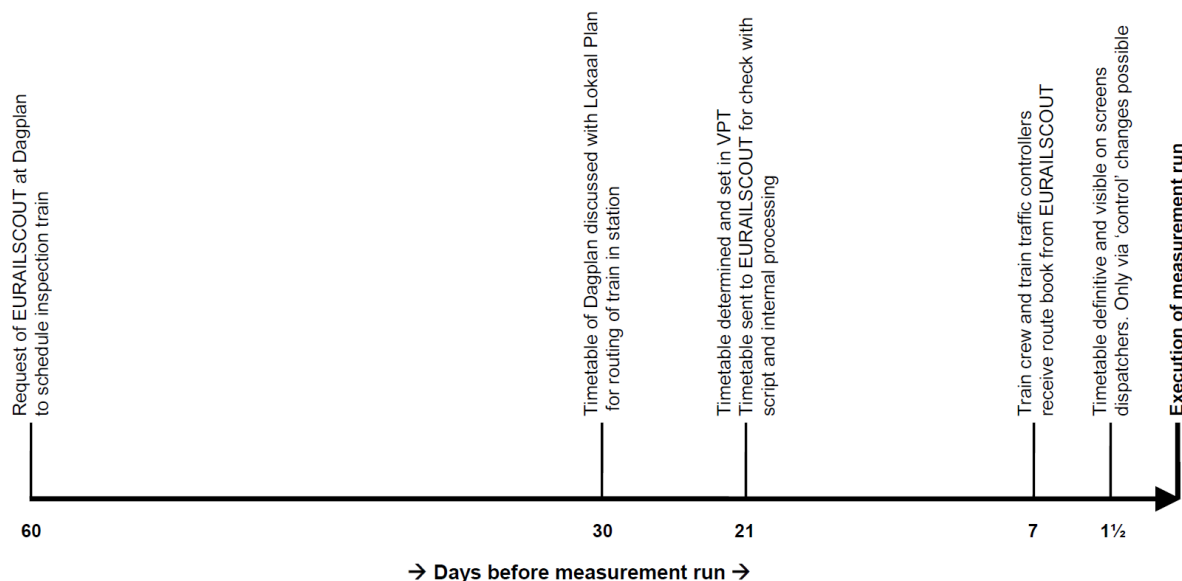 Request of EURAILSCOUT at Dagplan
to schedule inspection train
Timetable of Dagplan discussed with Lokaal Plan
for routing of train in station
Timetable determined and set in VPT
Timetable sent to EURAILSCOUT for check with
script and internal processing
Train crew and train traffic controllers
receive route book from EURAILSCOUT
Timetable definitive and visible on screens
dispatchers. Only via ‘control’ changes possible
Execution of measurement run
60
30
21
7
1½
→ Days before measurement run →